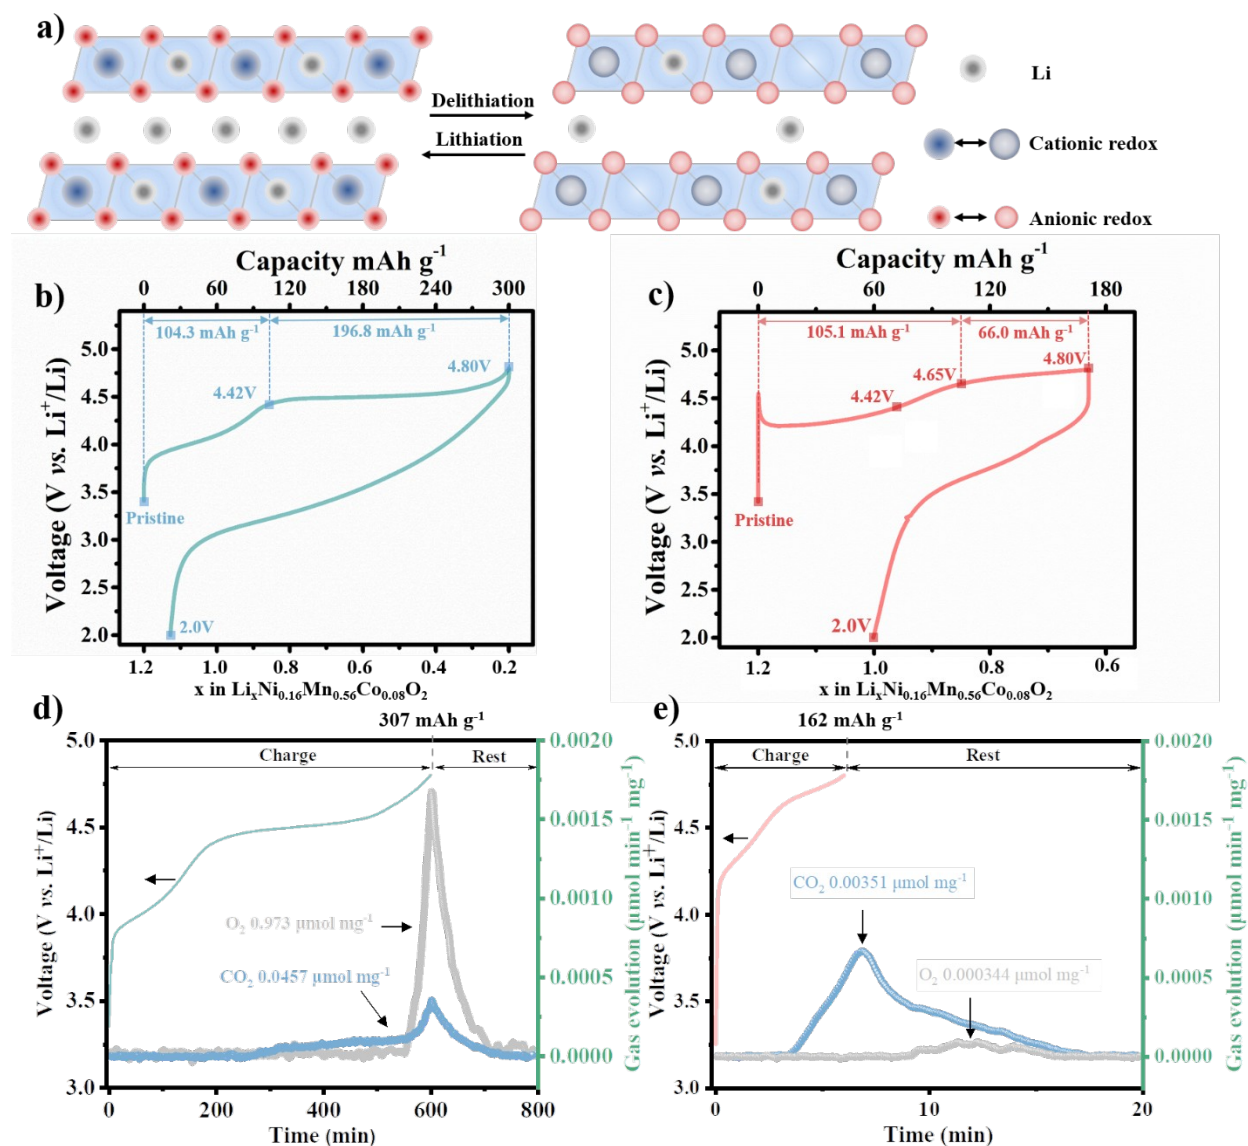 a)
Delithiation
Lithiation
Li
Cationic redox
Anionic redox
b)
Capacity mAh g⁻¹
0 60 120 180 240 300
104.3 mAh g⁻¹
196.8 mAh g⁻¹
4.80V
4.42V
Pristine
2.0V
Voltage (V vs. Li⁺/Li)
5.0
4.5
4.0
3.5
3.0
2.5
2.0
1.2 1.0 0.8 0.6 0.4 0.2
x in LiₓNi₀.₁₆Mn₀.₅₆Co₀.₀₈O₂
c)
Capacity mAh g⁻¹
0 60 120 180
105.1 mAh g⁻¹
66.0 mAh g⁻¹
4.80V
4.65V
4.42V
Pristine
2.0V
Voltage (V vs. Li⁺/Li)
5.0
4.5
4.0
3.5
3.0
2.5
2.0
1.2 1.0 0.8 0.6
x in LiₓNi₀.₁₆Mn₀.₅₆Co₀.₀₈O₂
d)
307 mAh g⁻¹
Charge
Rest
O₂ 0.973 μmol mg⁻¹
CO₂ 0.0457 μmol mg⁻¹
Voltage (V vs. Li⁺/Li)
5.0
4.5
4.0
3.5
3.0
0 200 400 600 800
Time (min)
0.0020
0.0015
0.0010
0.0005
0.0000
Gas evolution (μmol min⁻¹ mg⁻¹)
e)
162 mAh g⁻¹
Charge
Rest
CO₂ 0.00351 μmol mg⁻¹
O₂ 0.000344 μmol mg⁻¹
Voltage (V vs. Li⁺/Li)
5.0
4.5
4.0
3.5
3.0
0 10 20
Time (min)
0.0020
0.0015
0.0010
0.0005
0.0000
Gas evolution (μmol min⁻¹ mg⁻¹)